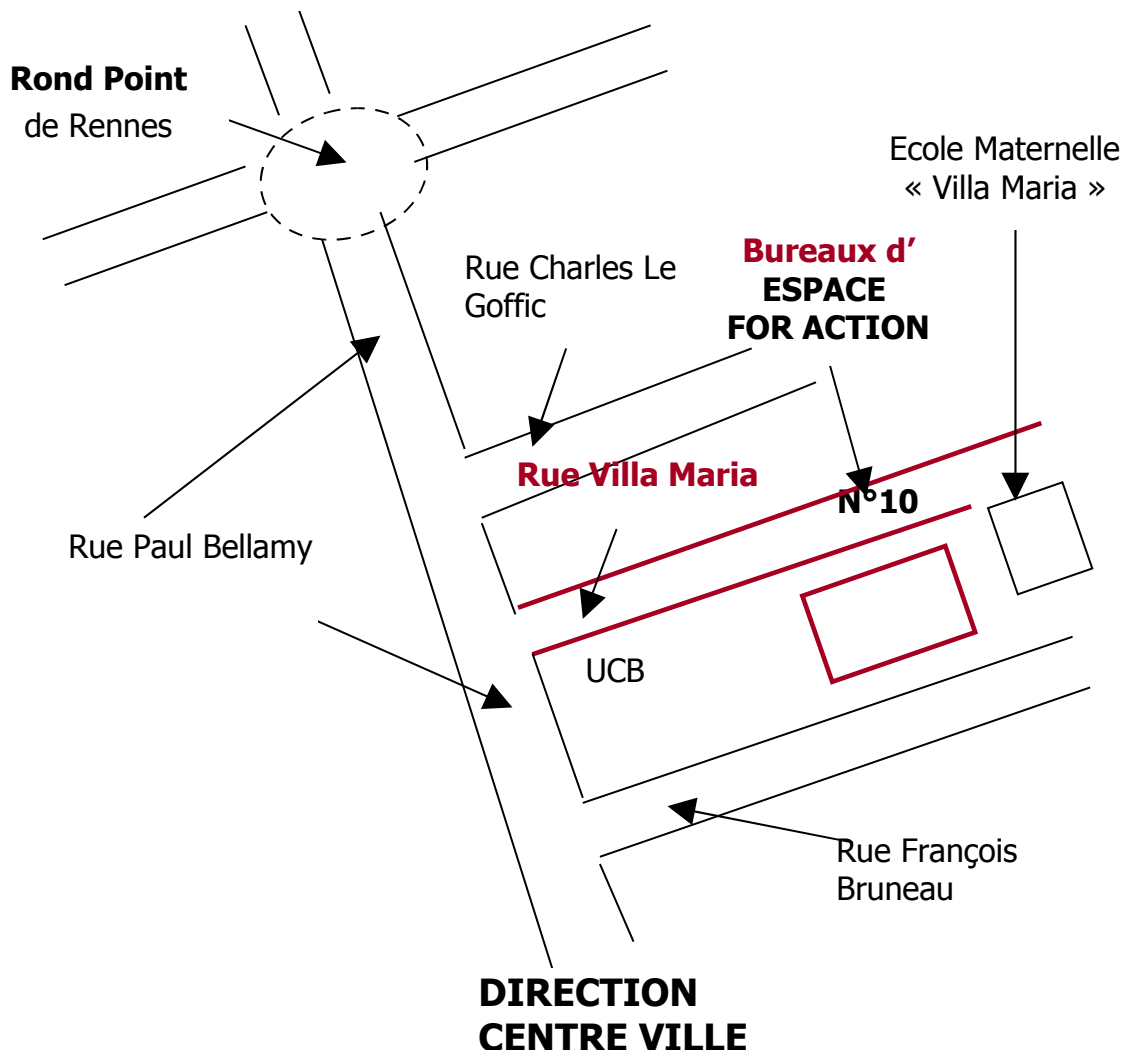 Rond Point
de Rennes
Ecole Maternelle
« Villa Maria »
Bureaux d’
ESPACE
FOR ACTION
Rue Charles Le
Goffic
Rue Villa Maria
N°10
Rue Paul Bellamy
UCB
Rue François
Bruneau
DIRECTION
CENTRE VILLE